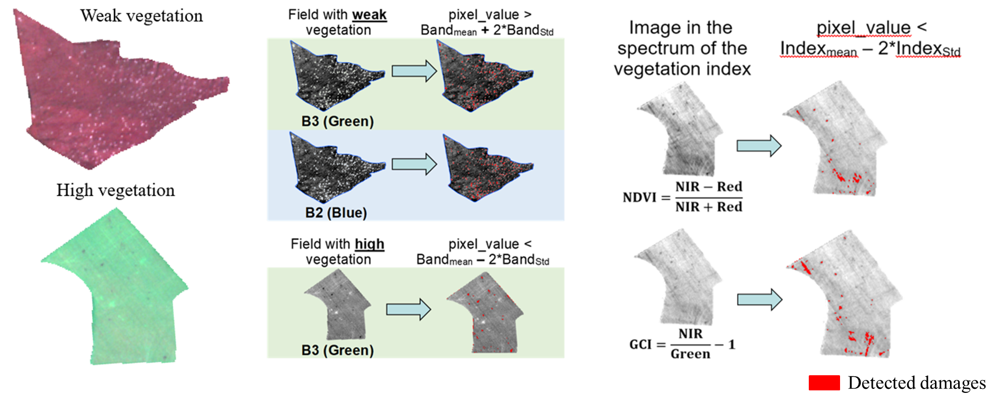 Weak vegetation
High vegetation
Field with weak
vegetation
pixel_value >
Bandmean + 2*BandStd
B3 (Green)
B2 (Blue)
Field with high
vegetation
pixel_value <
Bandmean – 2*BandStd
B3 (Green)
Image in the
spectrum of the
vegetation index
pixel_value <
Indexmean – 2*IndexStd
NDVI = NIR − Red
NIR + Red
GCI = NIR
Green − 1
Detected damages